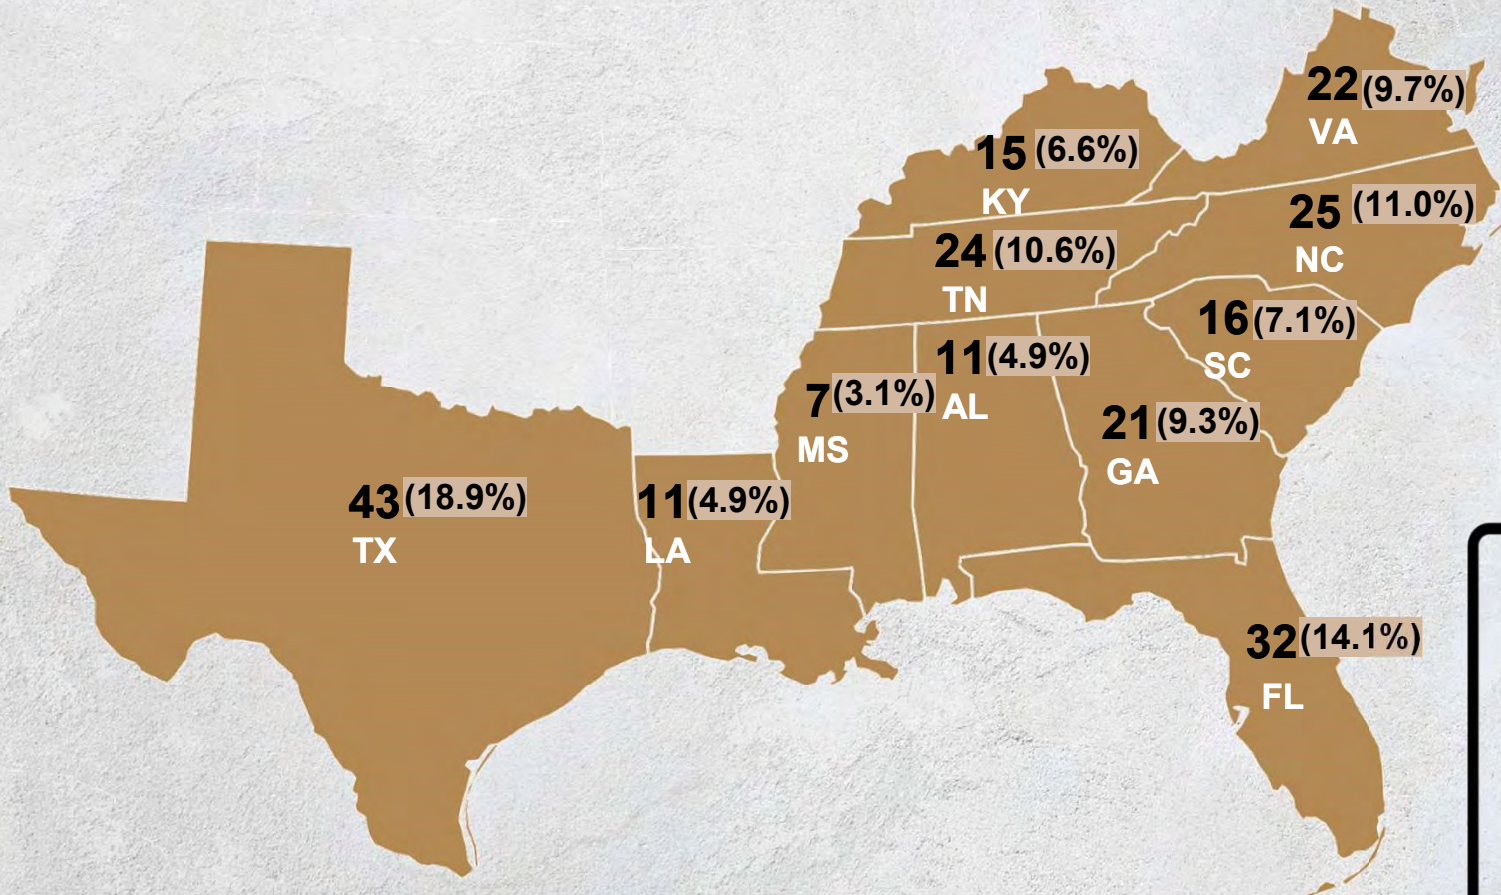 22 (9.7%)
VA
15 (6.6%)
KY
25 (11.0%)
NC
24 (10.6%)
TN
16 (7.1%)
SC
11 (4.9%)
AL
7 (3.1%)
MS
21 (9.3%)
GA
43 (18.9%)
TX
11 (4.9%)
LA
32 (14.1%)
FL